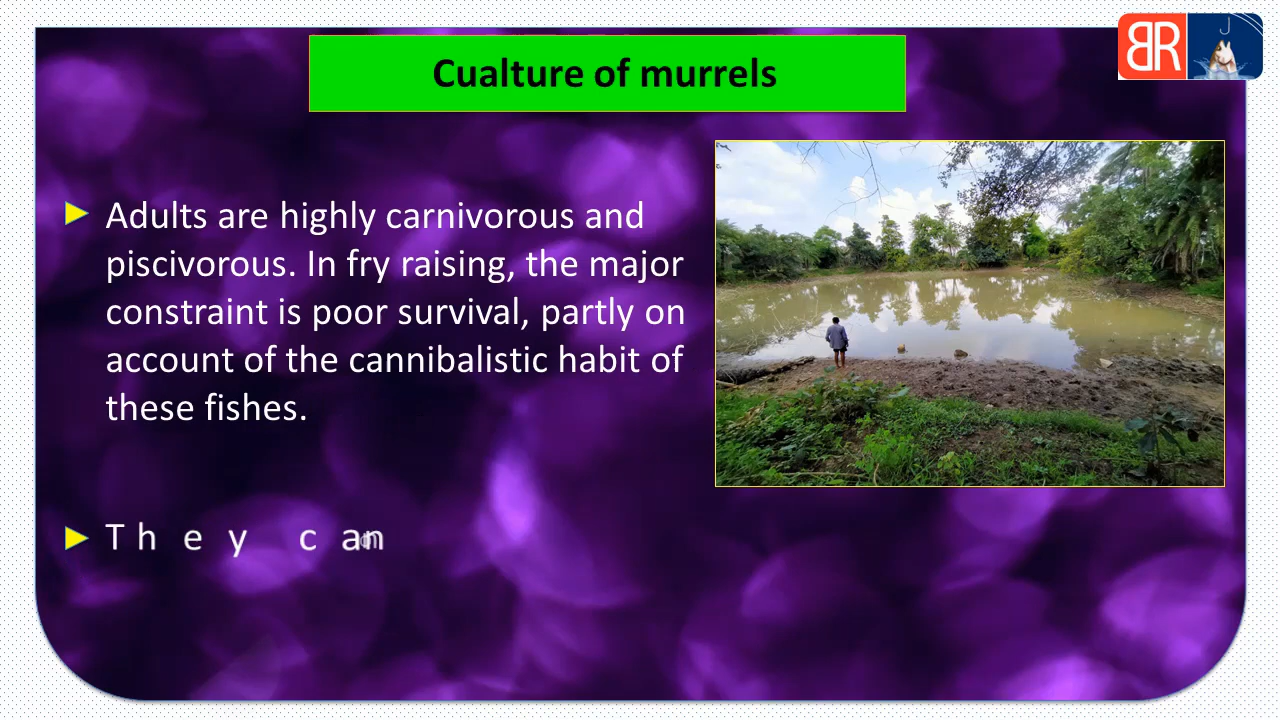 BR
Cualture of murrels
Adults are highly carnivorous and
piscivorous. In fry raising, the major
constraint is poor survival, partly on
account of the cannibalistic habit of
these fishes.
They can